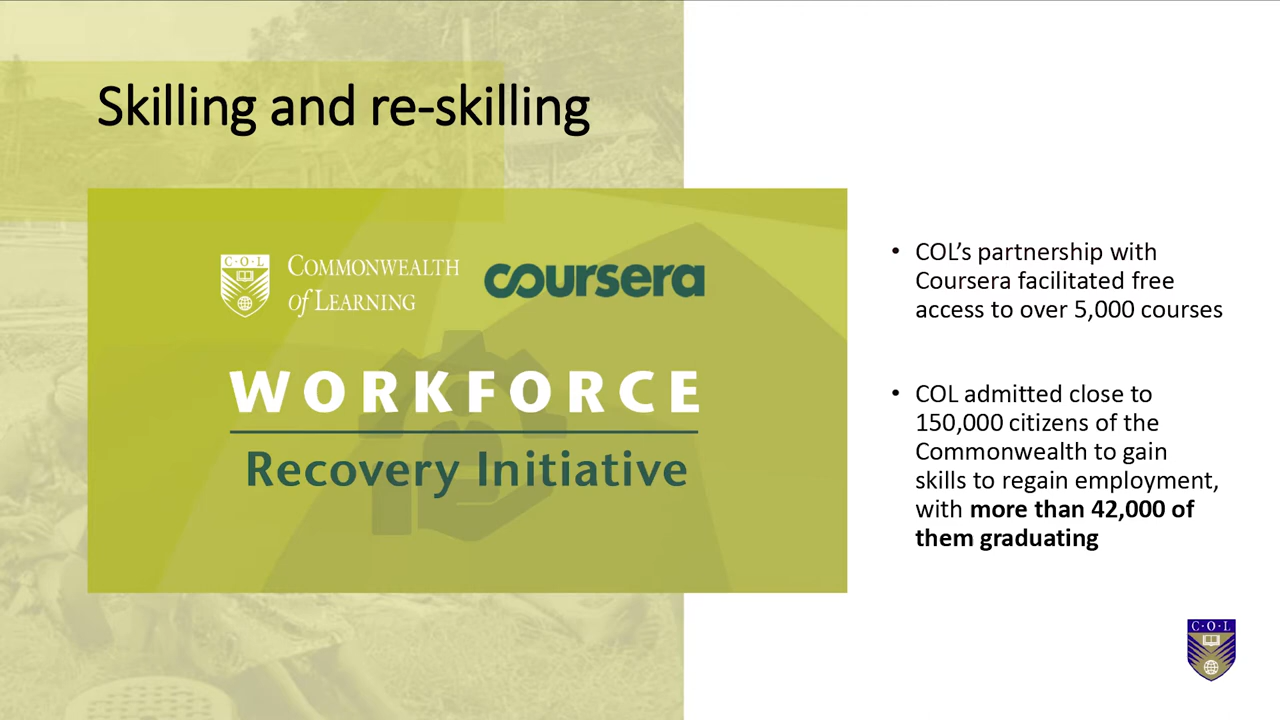 Skilling and re-skilling
C·O·L
COMMONWEALTH
of LEARNING
coursera
WORKFORCE
Recovery Initiative
• COL’s partnership with
Coursera facilitated free
access to over 5,000 courses
• COL admitted close to
150,000 citizens of the
Commonwealth to gain
skills to regain employment,
with more than 42,000 of
them graduating
C·O·L